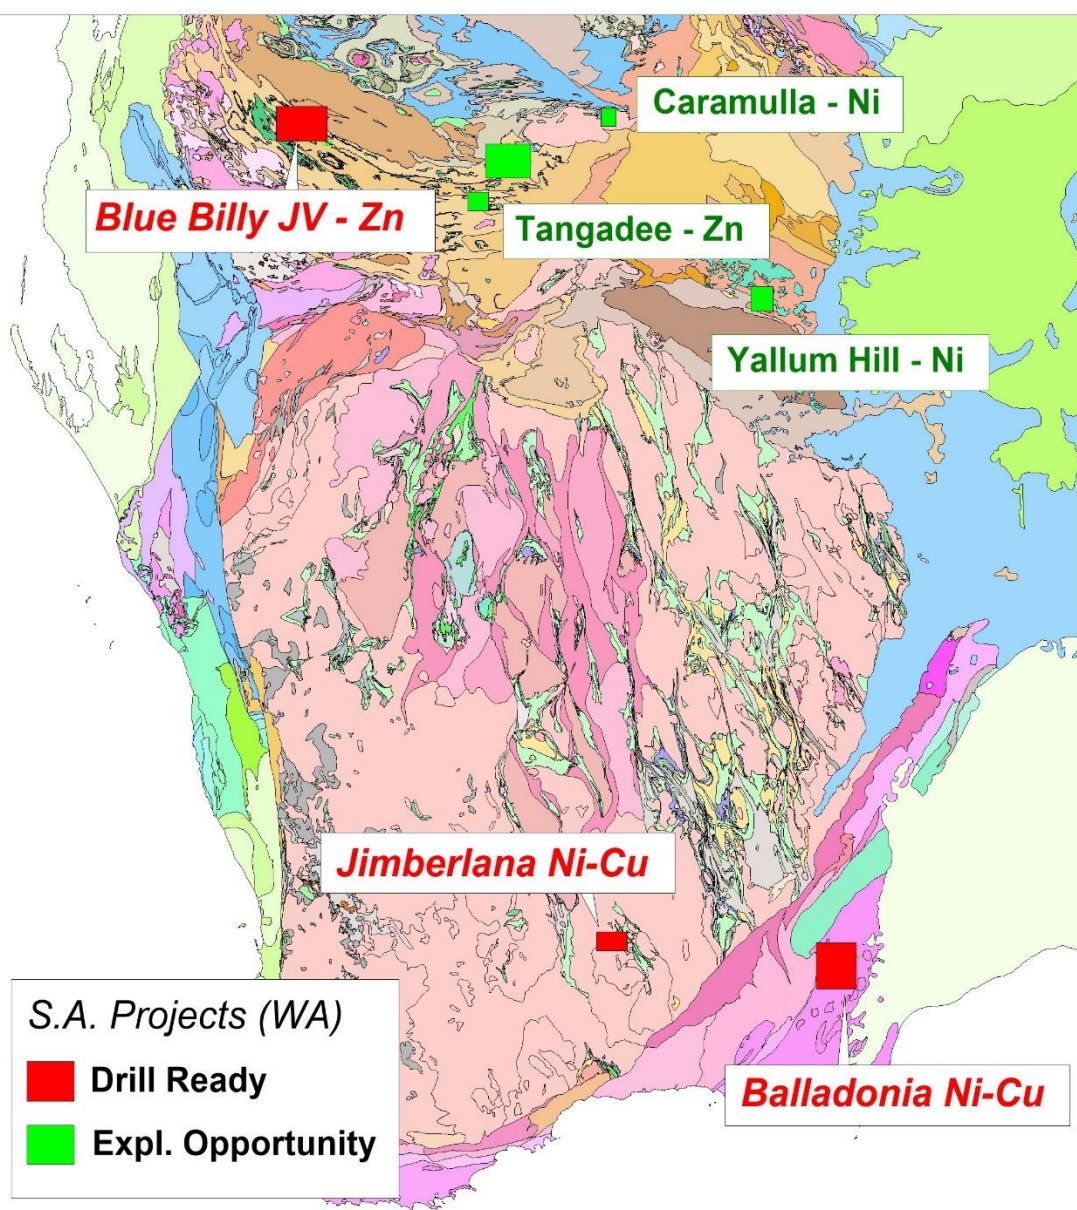 Caramulla - Ni
Blue Billy JV - Zn
Tangadee - Zn
Yallum Hill - Ni
Jimberlana Ni-Cu
Balladonia Ni-Cu
S.A. Projects (WA)
Drill Ready
Expl. Opportunity